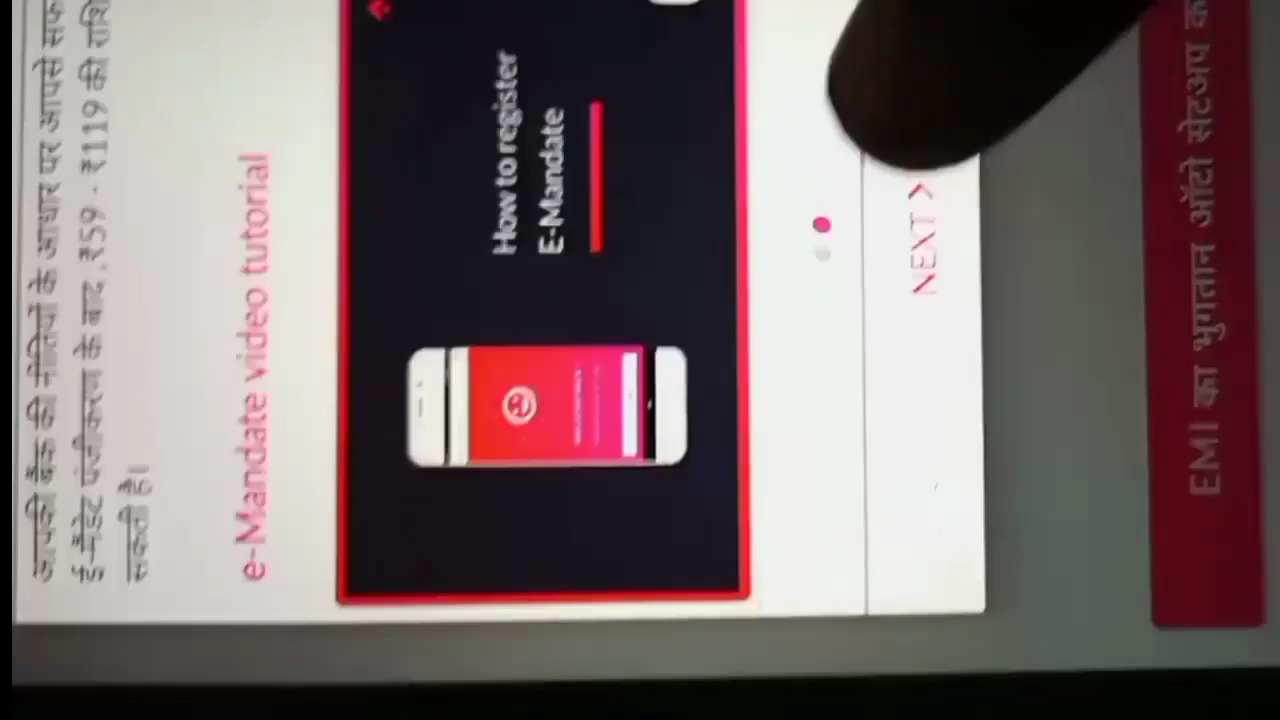 आपकी बैंक की नीतियों के आधार पर आपसे सफ
ई-मैंडेट पंजीकरण के बाद ,₹59 - ₹119 की राशि
सकती है।
e-Mandate video tutorial
How to register
E-Mandate
NEXT >
EMI का भुगतान ऑटो सेटअप क